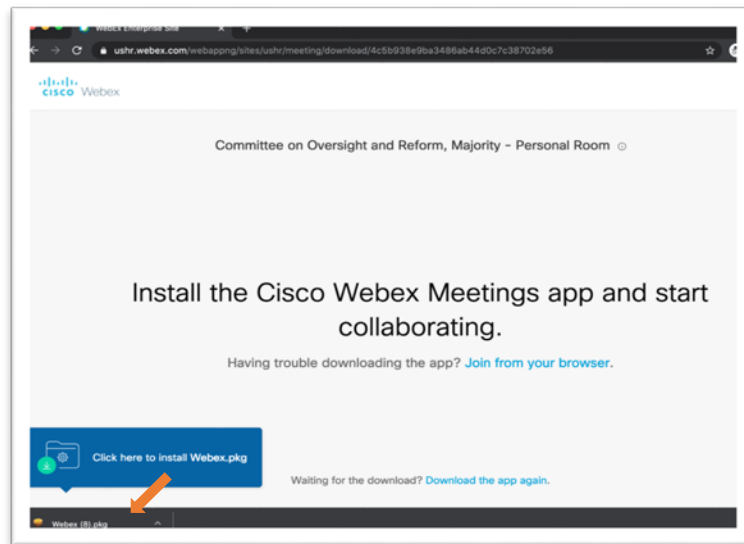 WebEx Enterprise Site
ushr.webex.com/webappng/sites/ushr/meeting/download/4c5b938e9ba3486ab44d0c7c38702e56
CISCO Webex
Committee on Oversight and Reform, Majority - Personal Room
Install the Cisco Webex Meetings app and start
collaborating.
Having trouble downloading the app? Join from your browser.
Click here to install Webex.pkg
Waiting for the download? Download the app again.
Webex (8).pkg